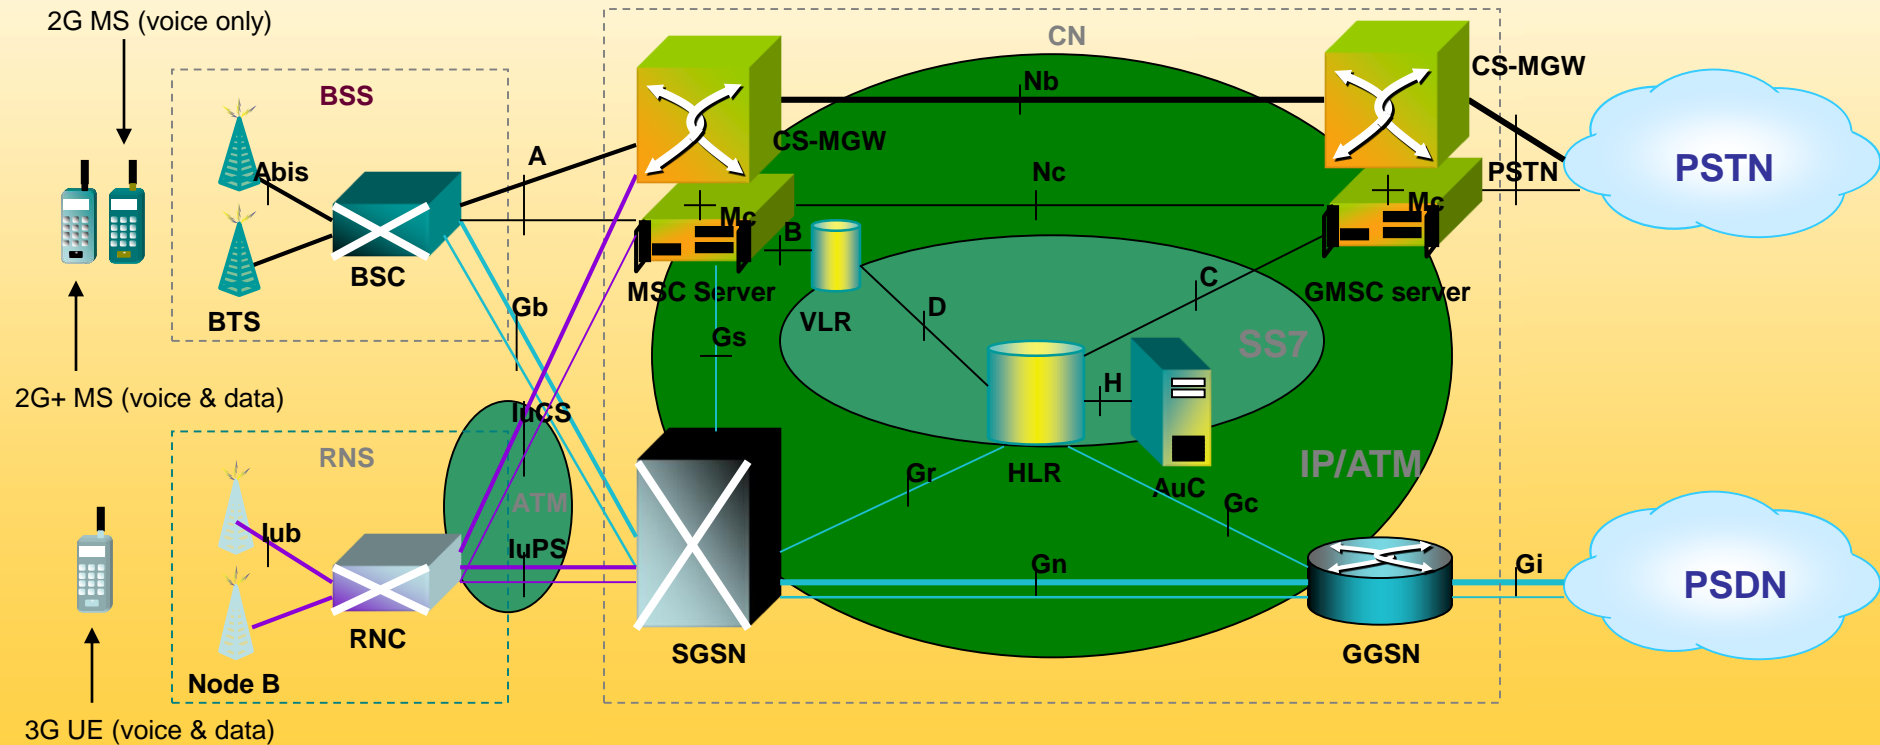 2G MS (voice only)
CN
CS-MGW
BSS
Nb
CS-MGW
A
Abis
Nc
PSTN
PSTN
Mc
Mc
B
BSC
C
MSC Server
GMSC server
Gb
D
BTS
VLR
Gs
SS7
H
2G+ MS (voice & data)
IuCS
RNS
IP/ATM
Gr
HLR
AuC
ATM
Gc
Iub
IuPS
Gn
Gi
PSDN
RNC
SGSN
GGSN
Node B
3G UE (voice & data)